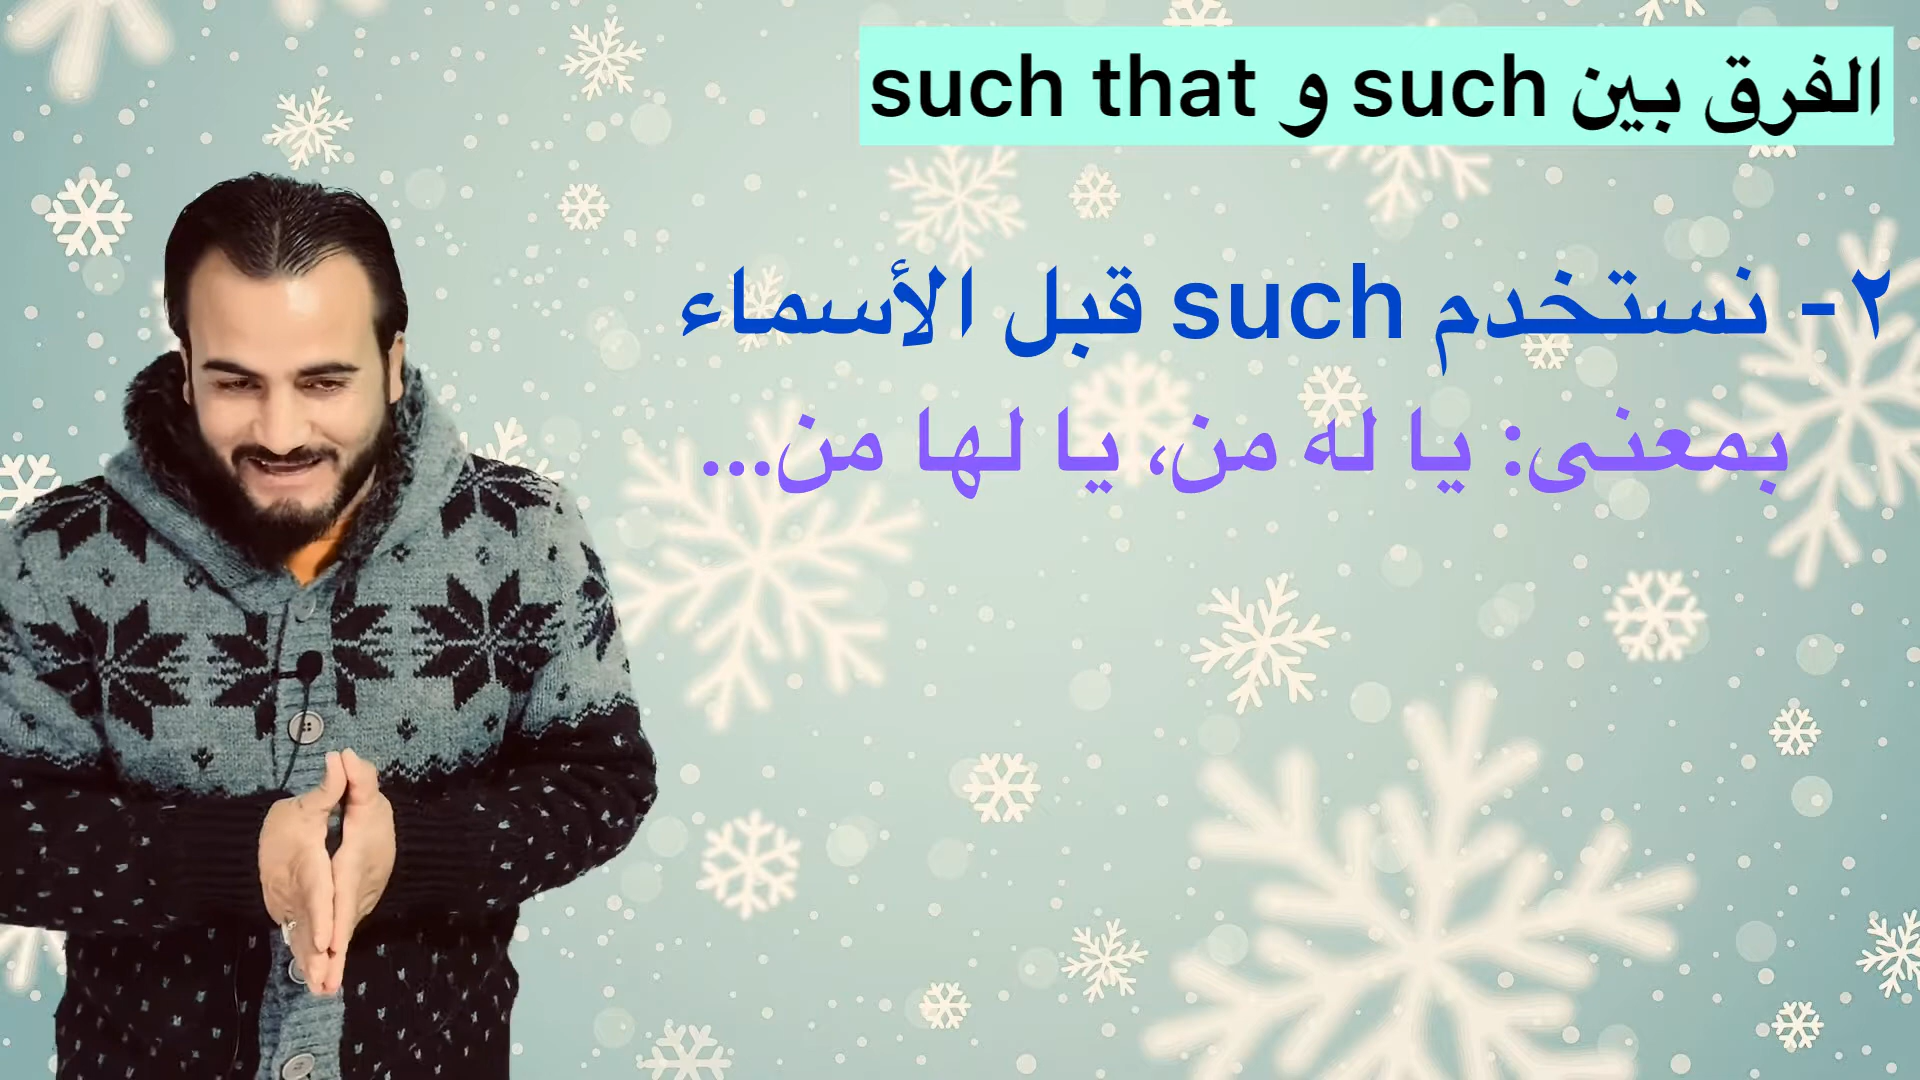 الفرق بين such و such that
٢- نستخدم such قبل الأسماء
بمعنى: يا له من، يا لها من...